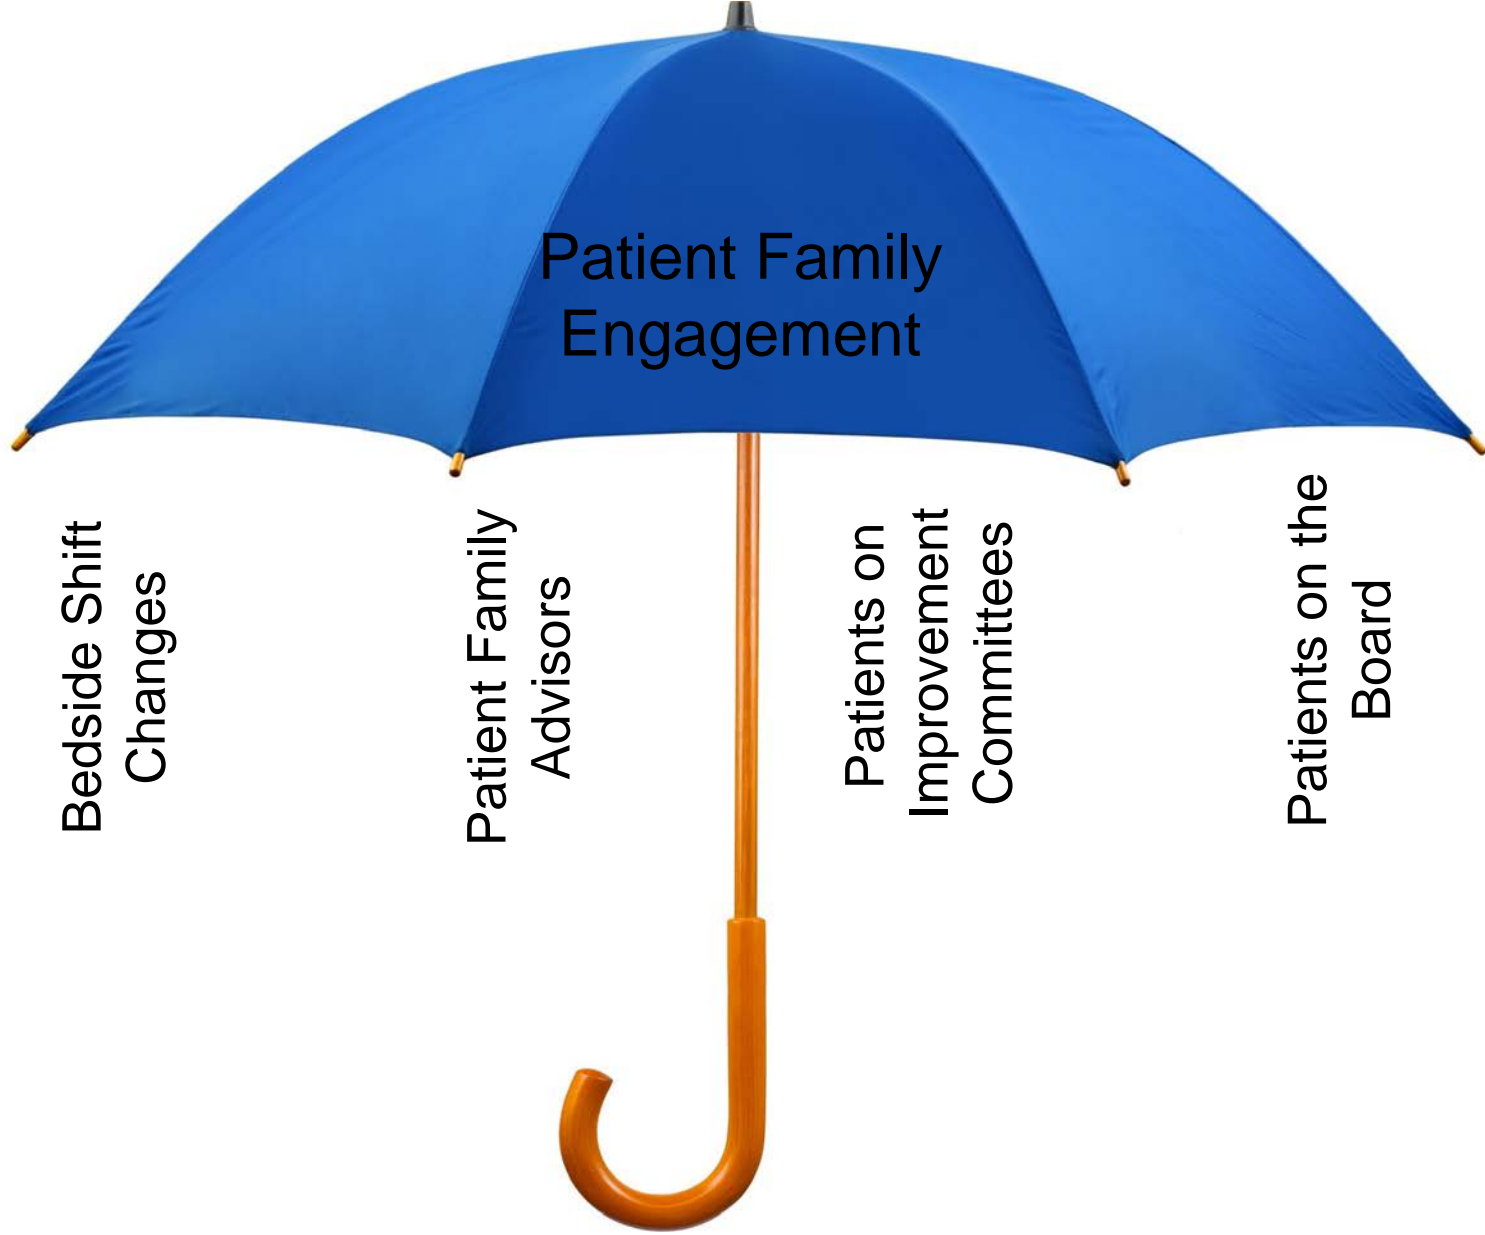 Patient Family
Engagement
Bedside Shift
Changes
Patient Family
Advisors
Patients on
Improvement
Committees
Patients on the
Board